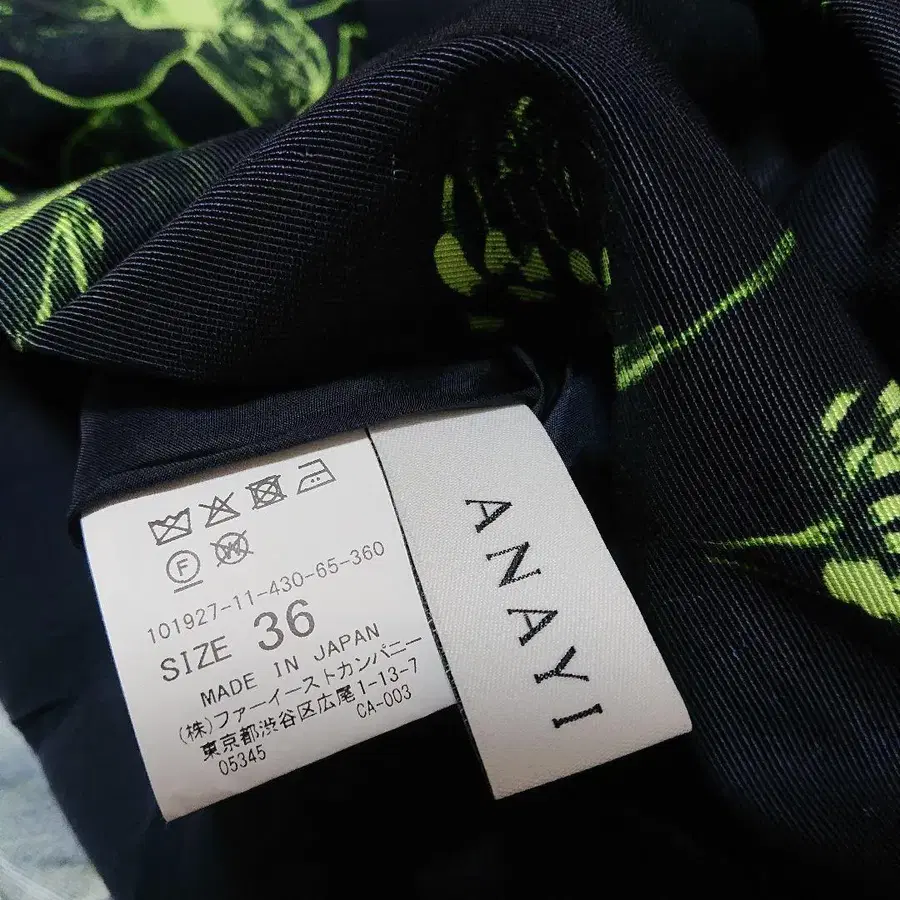 F W
101927-11-430-65-360
SIZE 36
MADE IN JAPAN
(株)ファーイーストカンパニー
東京都渋谷区広尾1-13-7
05345 CA-003
ANAYI